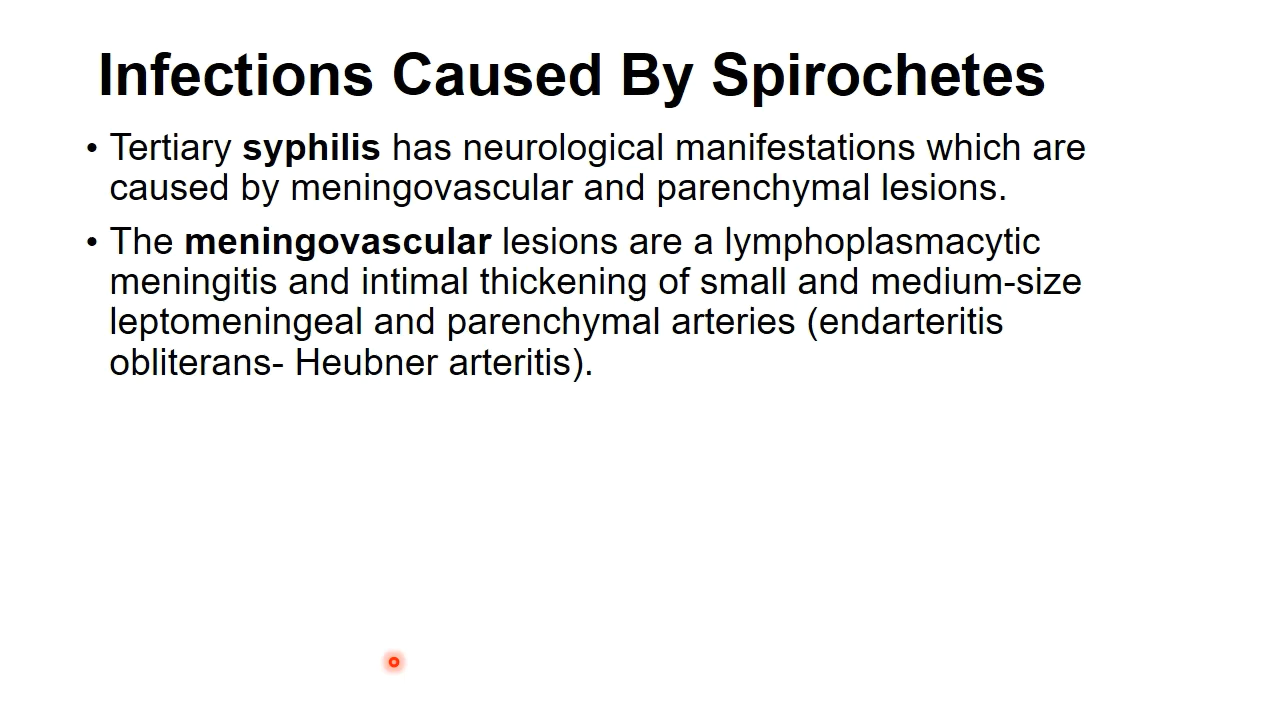 Infections Caused By Spirochetes
• Tertiary syphilis has neurological manifestations which are
caused by meningovascular and parenchymal lesions.
• The meningovascular lesions are a lymphoplasmacytic
meningitis and intimal thickening of small and medium-size
leptomeningeal and parenchymal arteries (endarteritis
obliterans- Heubner arteritis).